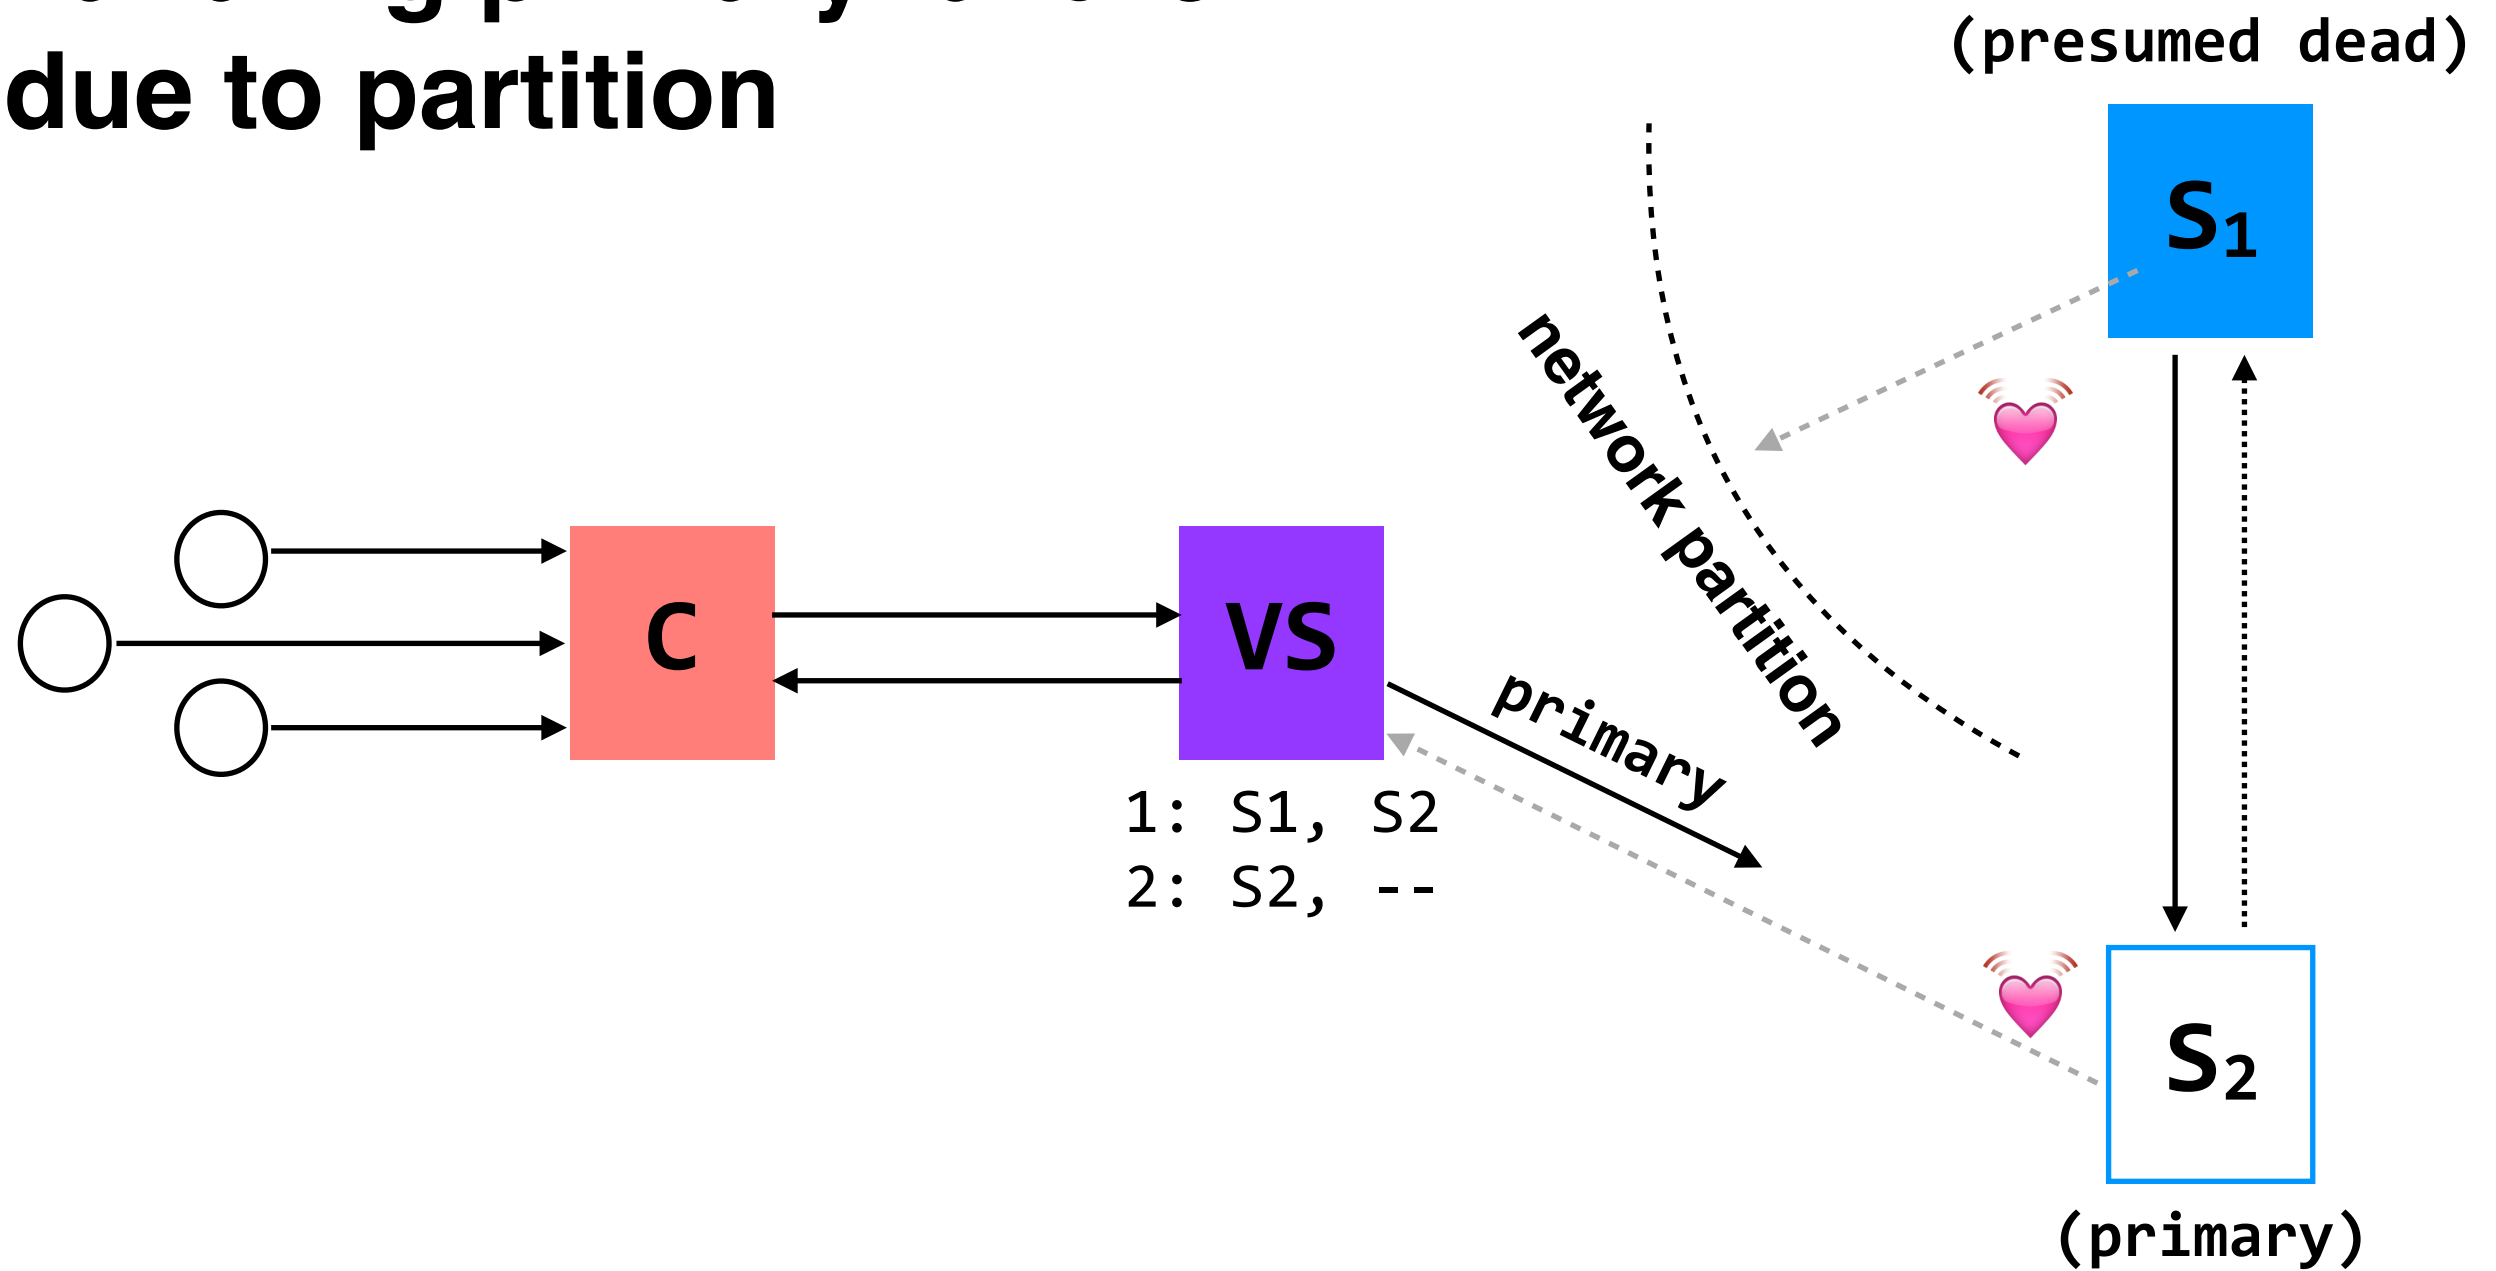 due to partition
(presumed dead)
S1
network partition
C
VS
primary
1: S1, S2
2: S2, --
S2
(primary)